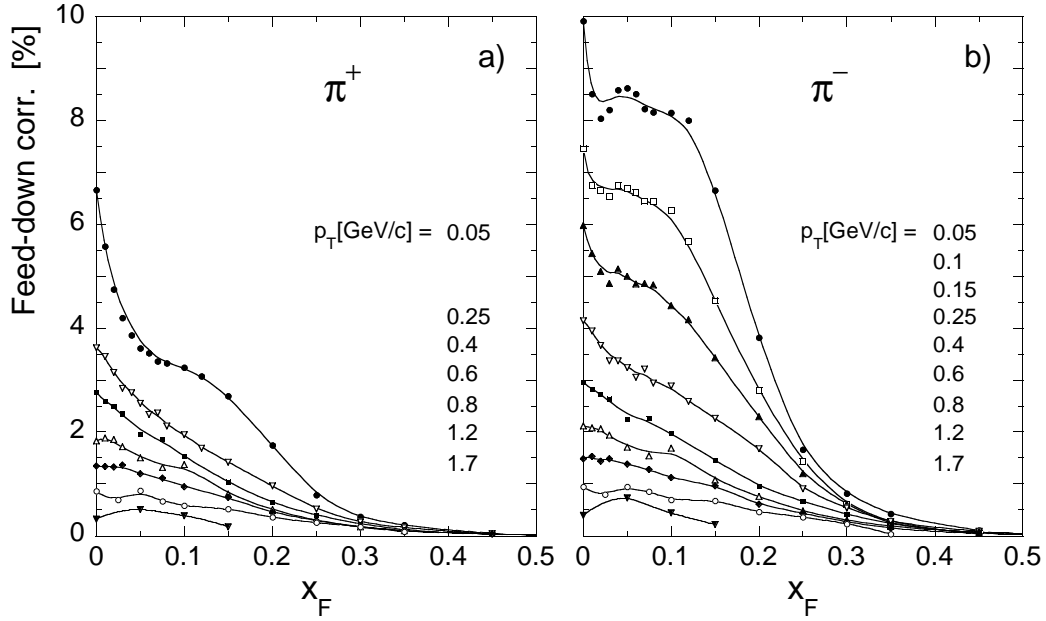 Feed-down corr. [%]
10
8
6
4
2
0
a)
π+
pT[GeV/c] = 0.05
0.25
0.4
0.6
0.8
1.2
1.7
0 0.1 0.2 0.3 0.4 0.5
xF
b)
π−
pT[GeV/c] = 0.05
0.1
0.15
0.25
0.4
0.6
0.8
1.2
1.7
0 0.1 0.2 0.3 0.4 0.5
xF